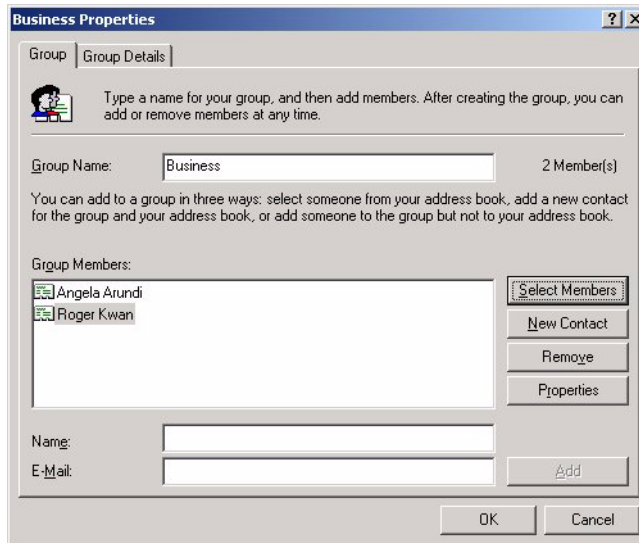 Business Properties
Group
Group Details
Type a name for your group, and then add members. After creating the group, you can
add or remove members at any time.
Group Name:
Business
2 Member(s)
You can add to a group in three ways: select someone from your address book, add a new contact
for the group and your address book, or add someone to the group but not to your address book.
Group Members:
Angela Arundi
Roger Kwan
Select Members
New Contact
Remove
Properties
Name:
E-Mail:
Add
OK
Cancel